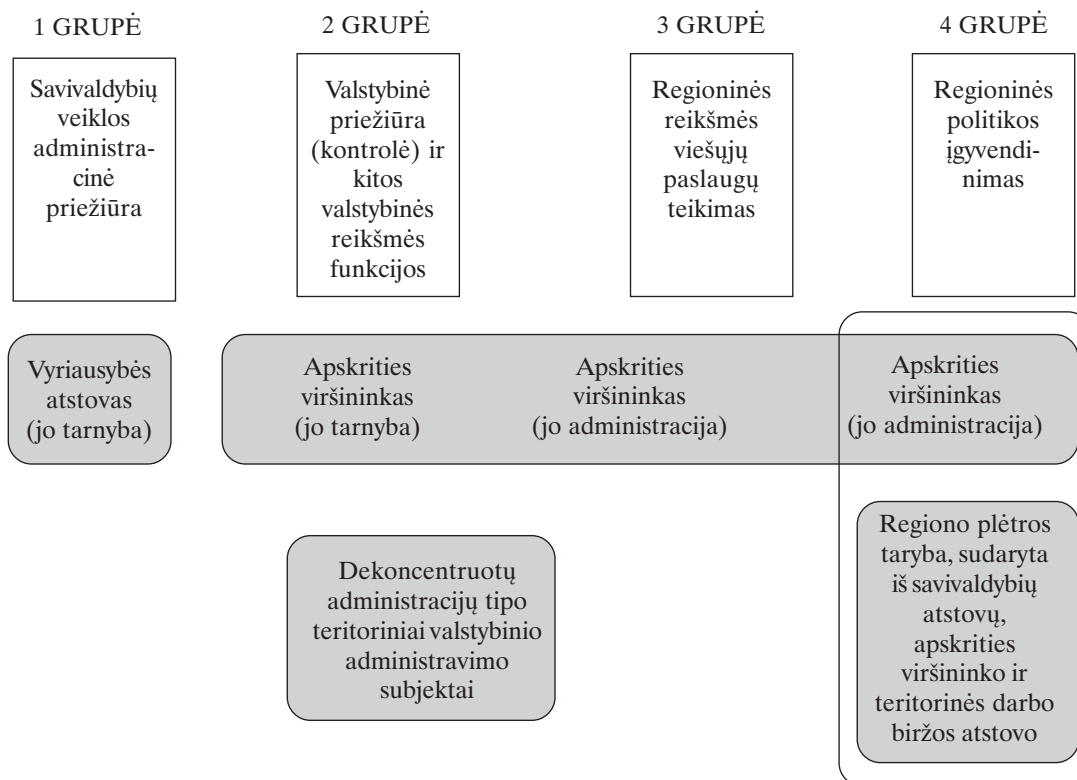 1 GRUPĖ
2 GRUPĖ
3 GRUPĖ
4 GRUPĖ
Savivaldybių
veiklos
administra-
cinė
priežiūra
Valstybinė
priežiūra
(kontrolė) ir
kitos
valstybinės
reikšmės
funkcijos
Regioninės
reikšmės
viešųjų
paslaugų
teikimas
Regioninės
politikos
įgyvendi-
nimas
Vyriausybės
atstovas
(jo tarnyba)
Apskrities
viršininkas
(jo tarnyba)
Apskrities
viršininkas
(jo administracija)
Apskrities
viršininkas
(jo administracija)
Dekoncentruotų
administracijų tipo
teritoriniai valstybinio
administravimo
subjektai
Regiono plėtros
taryba, sudaryta
iš savivaldybių
atstovų,
apskrities
viršininko ir
teritorinės darbo
biržos atstovo